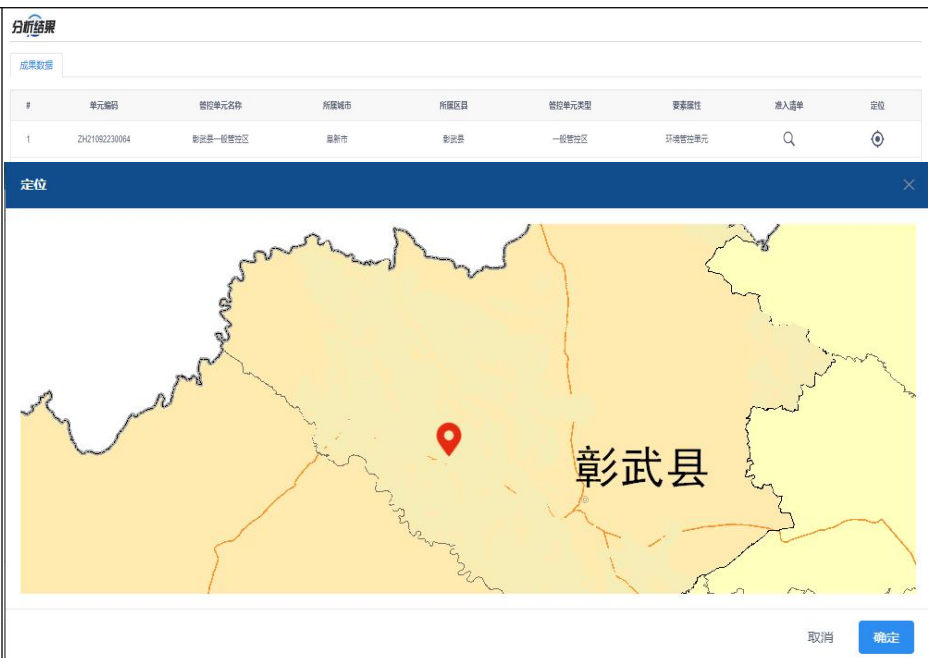 分析结果
成果数据
# 单元编码 管控单元名称 所属城市 所属区县 管控单元类型 要素属性 准入清单 定位
1 ZH21092230064 彰武县一般管控区 阜新市 彰武县 一般管控区 环境管控单元
定位
彰武县
取消 确定